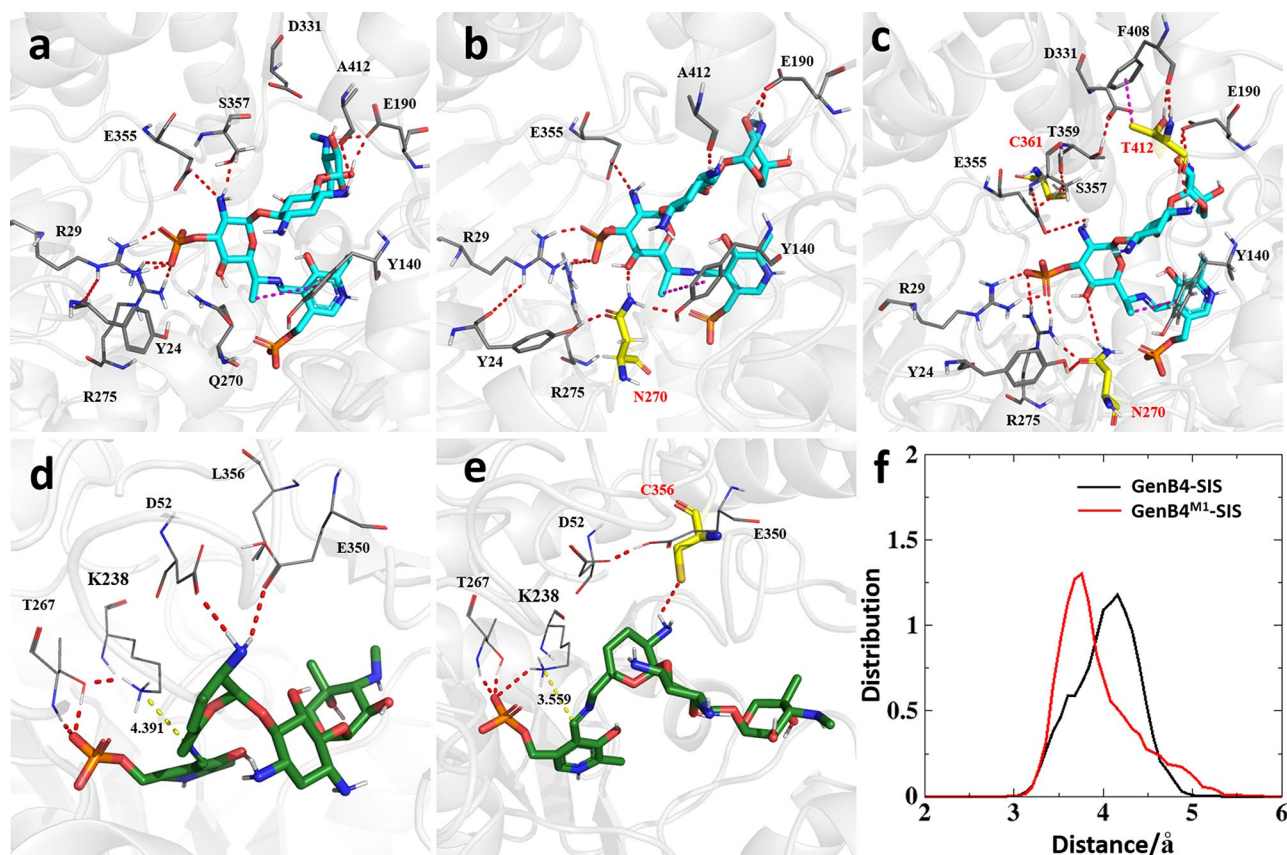 a
D331
A412
S357
E190
E355
R29
Y140
Y24
Q270
R275
b
E190
A412
E355
R29
Y140
Y24
R275
N270
c
F408
D331
E190
C361
T359
T412
E355
S357
Y140
R29
Y24
R275
N270
d
L356
D52
E350
K238
T267
4.391
e
C356
D52
E350
T267
K238
3.559
f
2
GenB4-SIS
GenB4ᴹ¹-SIS
1.5
1
0.5
0
Distribution
2 3 4 5 6
Distance/å